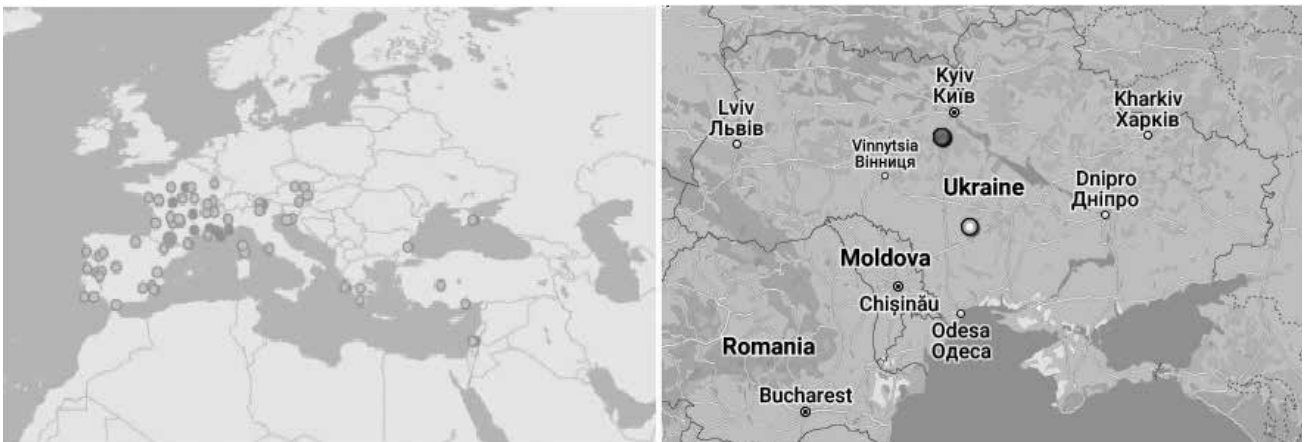 Kyiv
Київ
Lviv
Львів
Kharkiv
Харків
Vinnytsia
Вінниця
Ukraine
Dnipro
Дніпро
Moldova
Chișinău
Odesa
Одеса
Romania
Bucharest